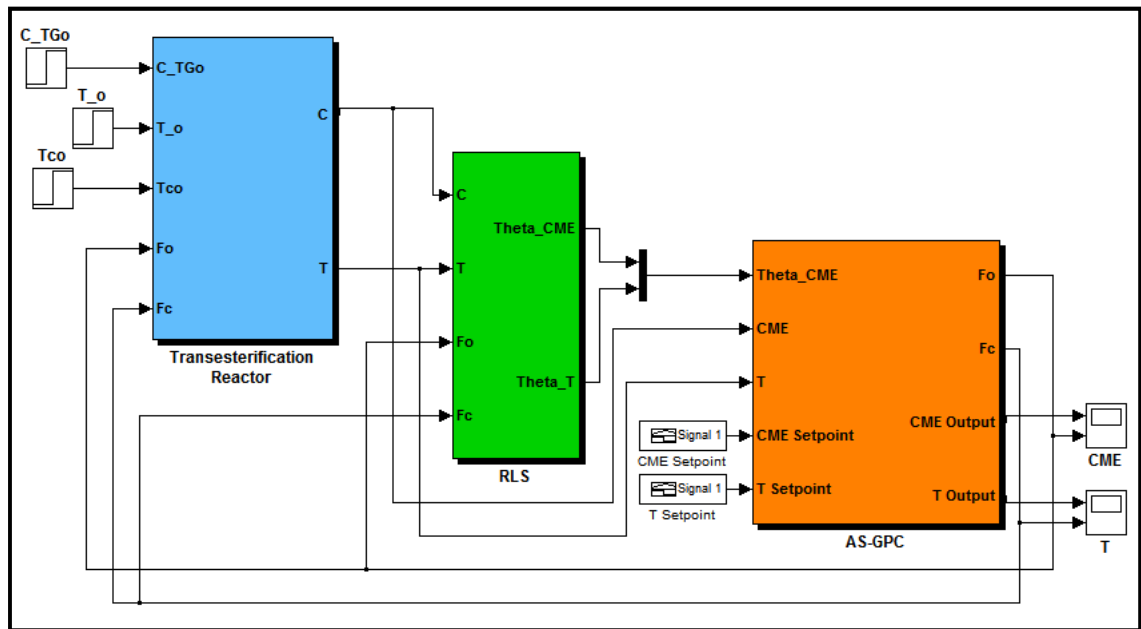 C_TGo
T_o
Tco
C_TGo
T_o
Tco
Fo
Fc
C
T
Transesterification
Reactor
C
T
Fo
Fc
Theta_CME
Theta_T
RLS
Signal 1
CME Setpoint
Signal 1
T Setpoint
Theta_CME
CME
T
CME Setpoint
T Setpoint
Fo
Fc
CME Output
T Output
AS-GPC
CME
T